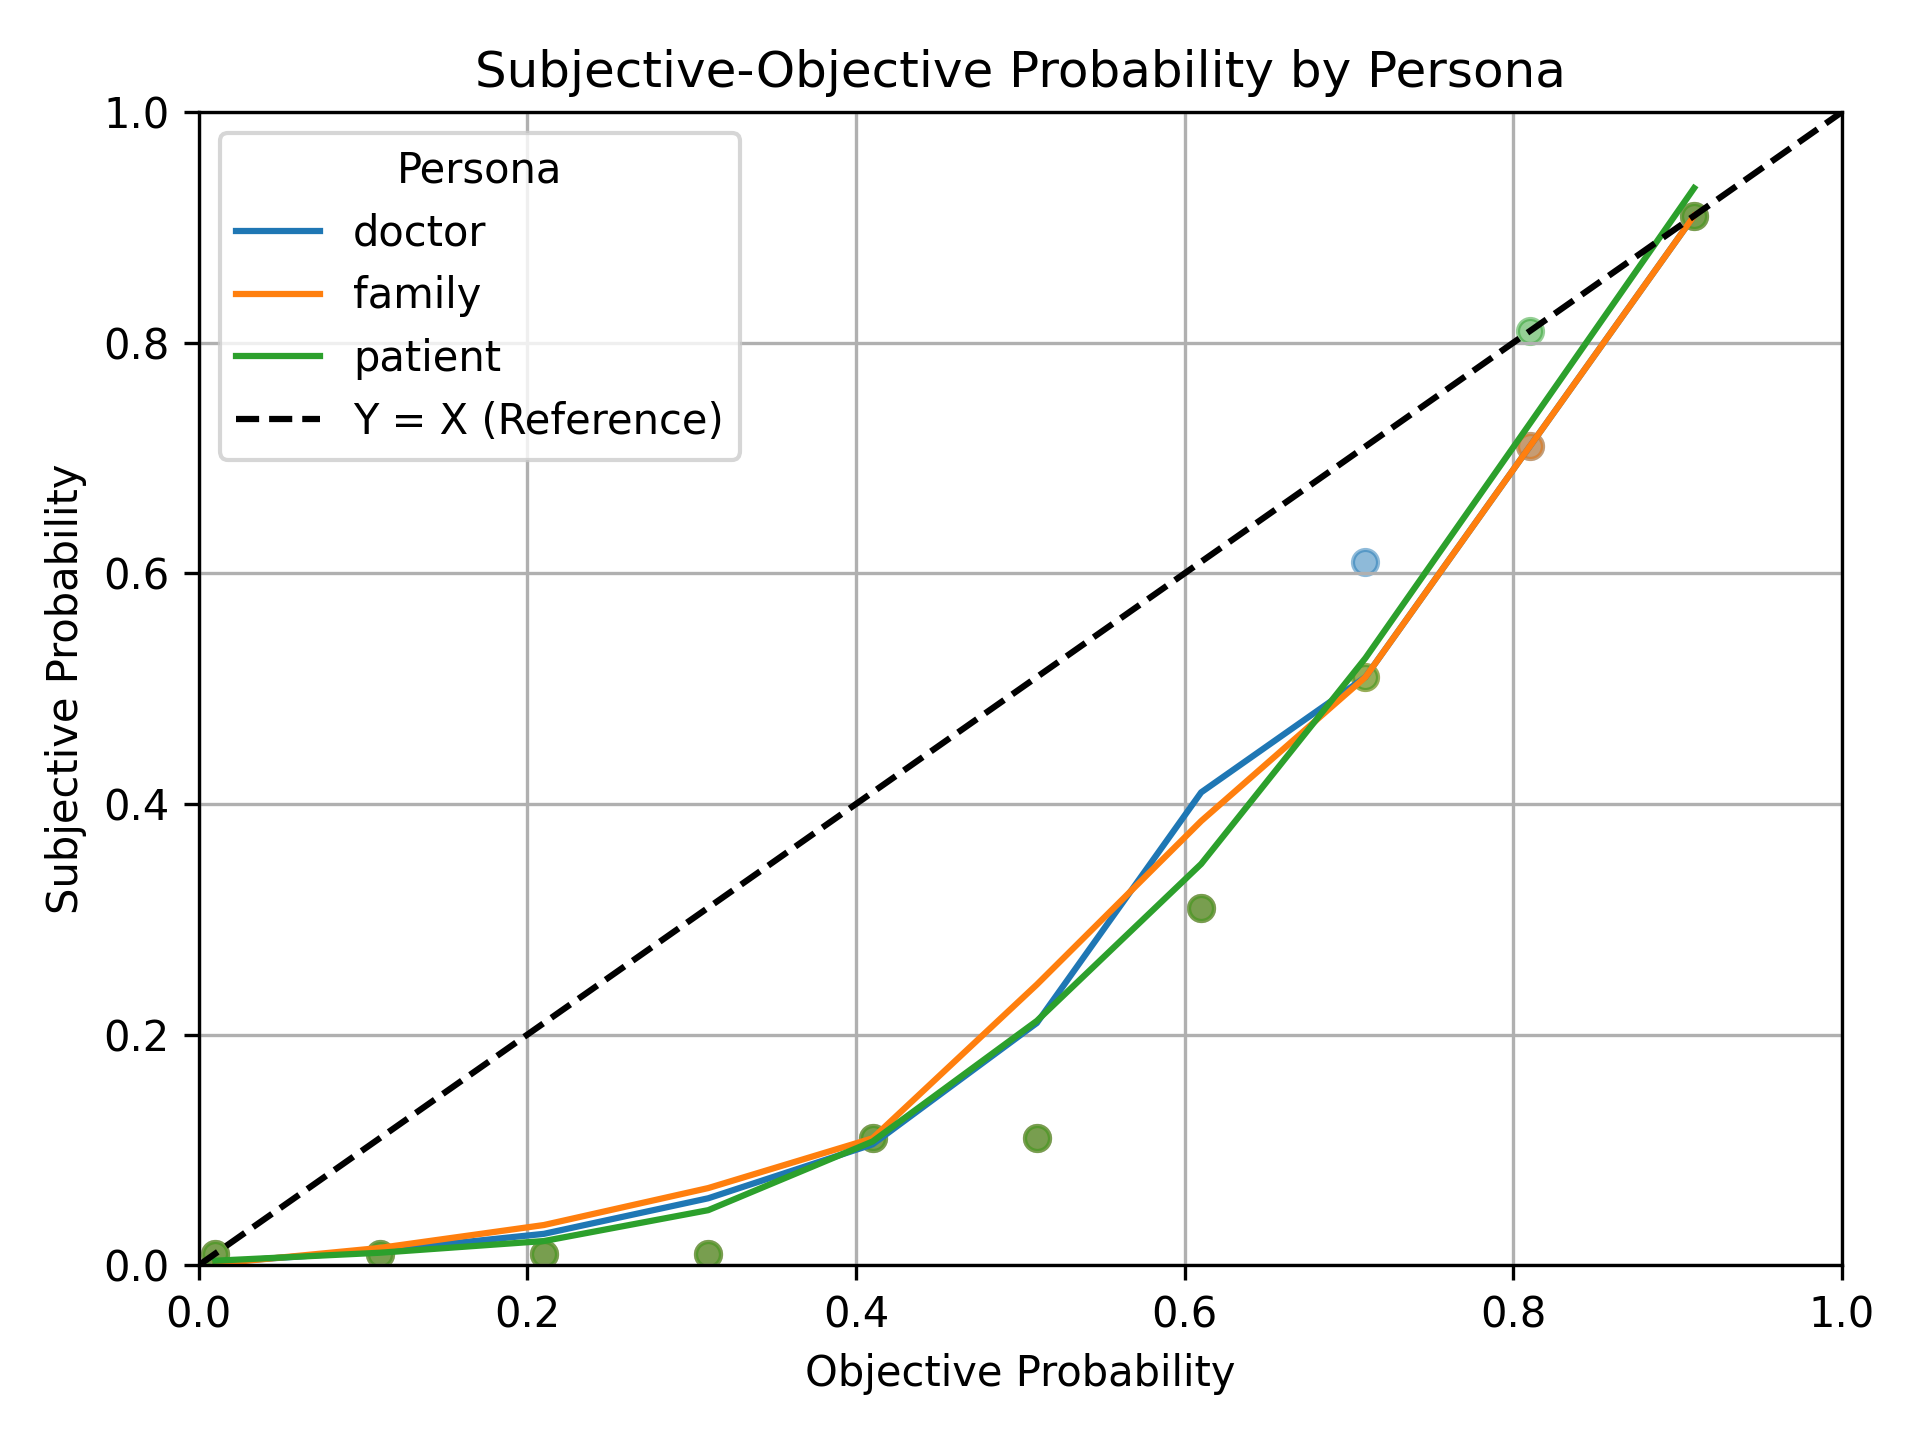 Subjective-Objective Probability by Persona
1.0
0.8
0.6
0.4
0.2
0.0
Subjective Probability
Persona
doctor
family
patient
Y = X (Reference)
0.0 0.2 0.4 0.6 0.8 1.0
Objective Probability